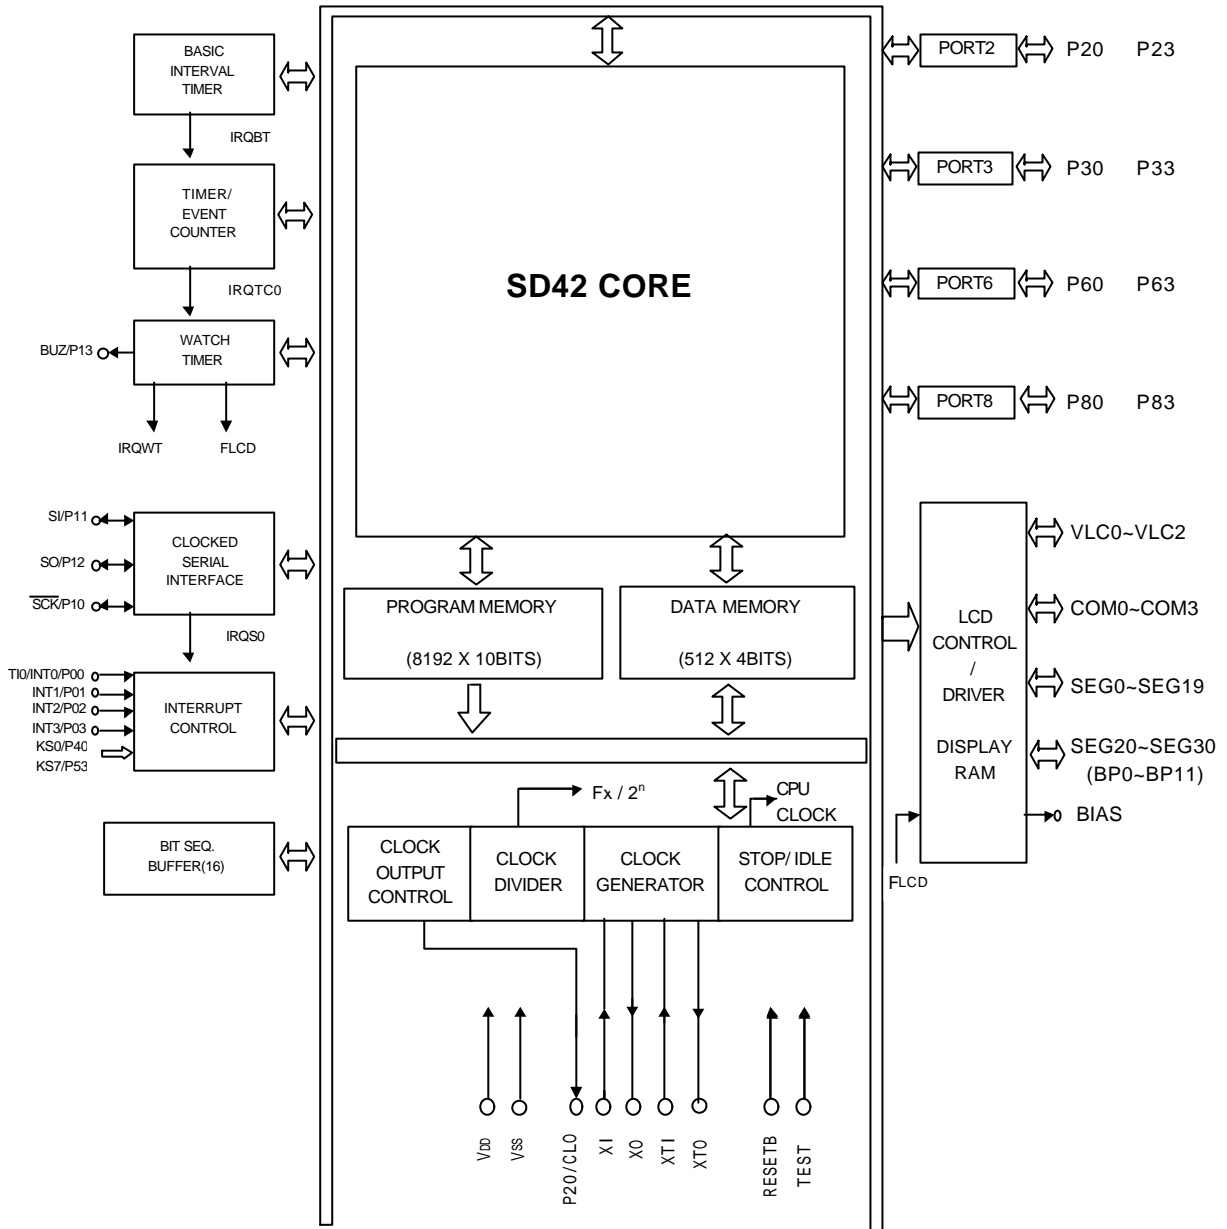 BASIC
INTERVAL
TIMER
IRQBT
TIMER/
EVENT
COUNTER
IRQTC0
BUZ/P13
WATCH
TIMER
IRQWT FLCD
SI/P11
SO/P12
SCK/P10
CLOCKED
SERIAL
INTERFACE
IRQS0
TI0/INT0/P00
INT1/P01
INT2/P02
INT3/P03
KS0/P40
KS7/P53
INTERRUPT
CONTROL
BIT SEQ.
BUFFER(16)
SD42 CORE
PROGRAM MEMORY
(8192 X 10BITS)
DATA MEMORY
(512 X 4BITS)
Fx / 2ⁿ
CPU
CLOCK
CLOCK
OUTPUT
CONTROL
CLOCK
DIVIDER
CLOCK
GENERATOR
STOP/ IDLE
CONTROL
VDD
VSS
P20/CLO
XI
XO
XTI
XTO
RESETB
TEST
PORT2 P20 P23
PORT3 P30 P33
PORT6 P60 P63
PORT8 P80 P83
LCD
CONTROL
/
DRIVER
DISPLAY
RAM
VLC0~VLC2
COM0~COM3
SEG0~SEG19
SEG20~SEG30
(BP0~BP11)
BIAS
FLCD